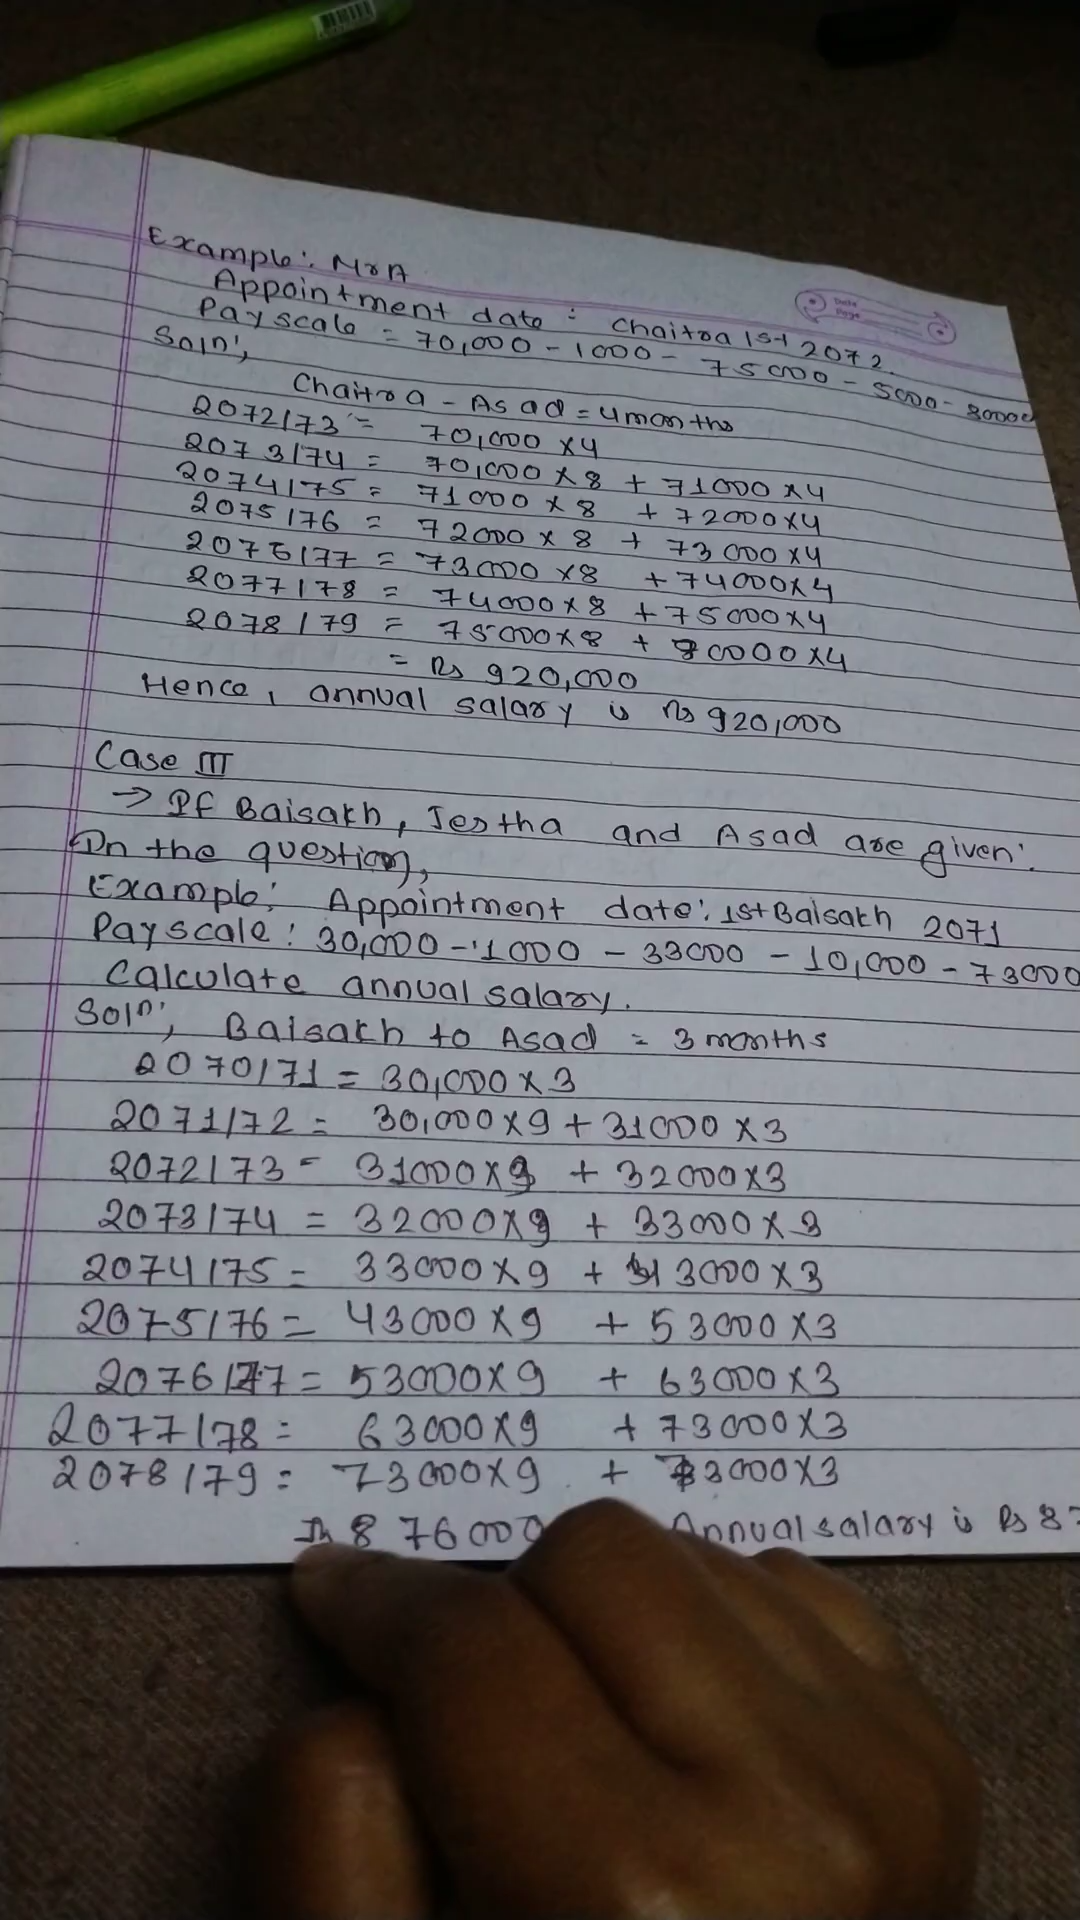 Example: Mr A
Appointment date : Chaitra 1st 2072.
Payscale = 70,000 - 1000 - 75000 - 5000 - 80000
Soln;
Chaitra - Asad = 4 months
2072/73 = 70,000 x 4
2073/74 = 70,000 x 8 + 71000 x 4
2074/75 = 71000 x 8 + 72000 x 4
2075/76 = 72000 x 8 + 73000 x 4
2076/77 = 73000 x 8 + 74000 x 4
2077/78 = 74000 x 8 + 75000 x 4
2078/79 = 75000 x 8 + 80000 x 4
= Rs 920,000
Hence, annual salary is Rs 920,000
Case III
→ If Baisakh, Jestha and Asad are given.
In the question,
Example: Appointment date: 1st Baisakh 2071
Payscale: 30,000 - 1000 - 33000 - 10,000 - 73000
Calculate annual salary.
Soln; Baisakh to Asad = 3 months
2070/71 = 30,000 x 3
2071/72 = 30,000 x 9 + 31000 x 3
2072/73 = 31000 x 9 + 32000 x 3
2073/74 = 32000 x 9 + 33000 x 3
2074/75 = 33000 x 9 + 43000 x 3
2075/76 = 43000 x 9 + 53000 x 3
2076/77 = 53000 x 9 + 63000 x 3
2077/78 = 63000 x 9 + 73000 x 3
2078/79 = 73000 x 9 + 73000 x 3
876000 Annual salary is Rs 87